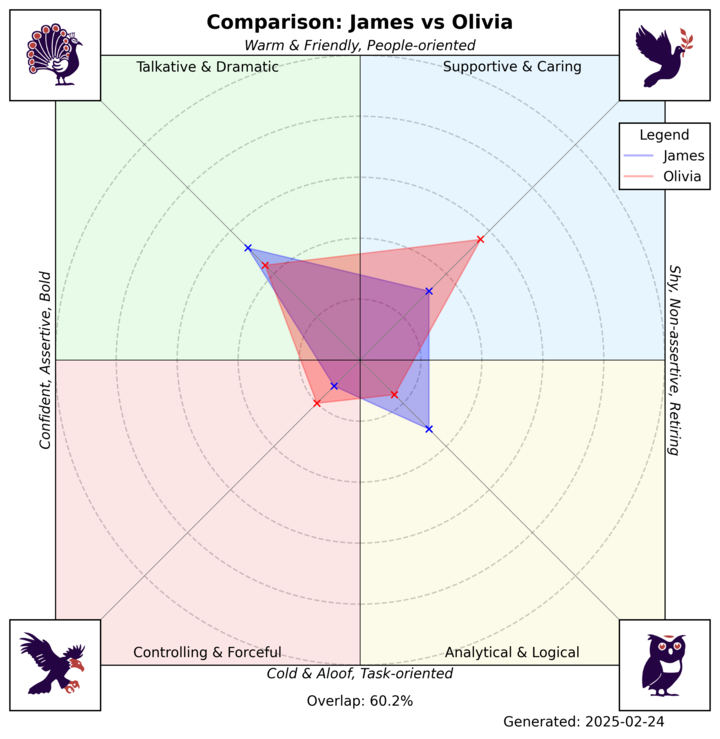 Comparison: James vs Olivia
Warm & Friendly, People-oriented
Talkative & Dramatic
Supportive & Caring
Legend
James
Olivia
Confident, Assertive, Bold
Shy, Non-assertive, Retiring
Controlling & Forceful
Analytical & Logical
Cold & Aloof, Task-oriented
Overlap: 60.2%
Generated: 2025-02-24